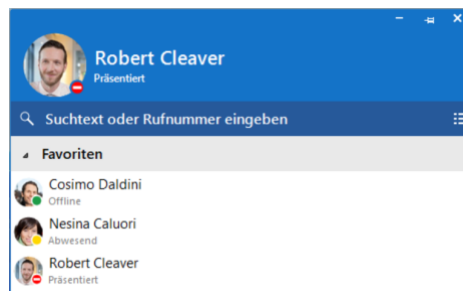 Robert Cleaver
Präsentiert
Suchtext oder Rufnummer eingeben
Favoriten
Cosimo Daldini
Offline
Nesina Caluori
Abwesend
Robert Cleaver
Präsentiert